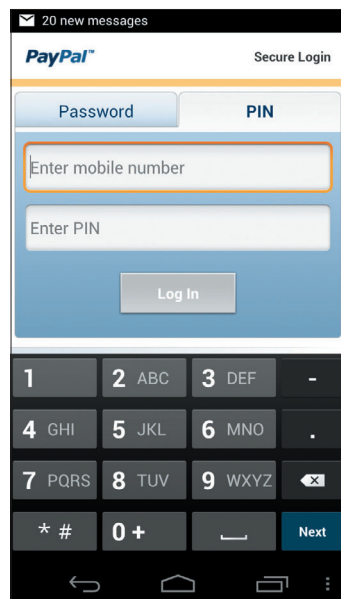 20 new messages
PayPal™ Secure Login
Password PIN
Enter mobile number
Enter PIN
Log In
1 2 ABC 3 DEF -
4 GHI 5 JKL 6 MNO .
7 PQRS 8 TUV 9 WXYZ
* # 0 + Next